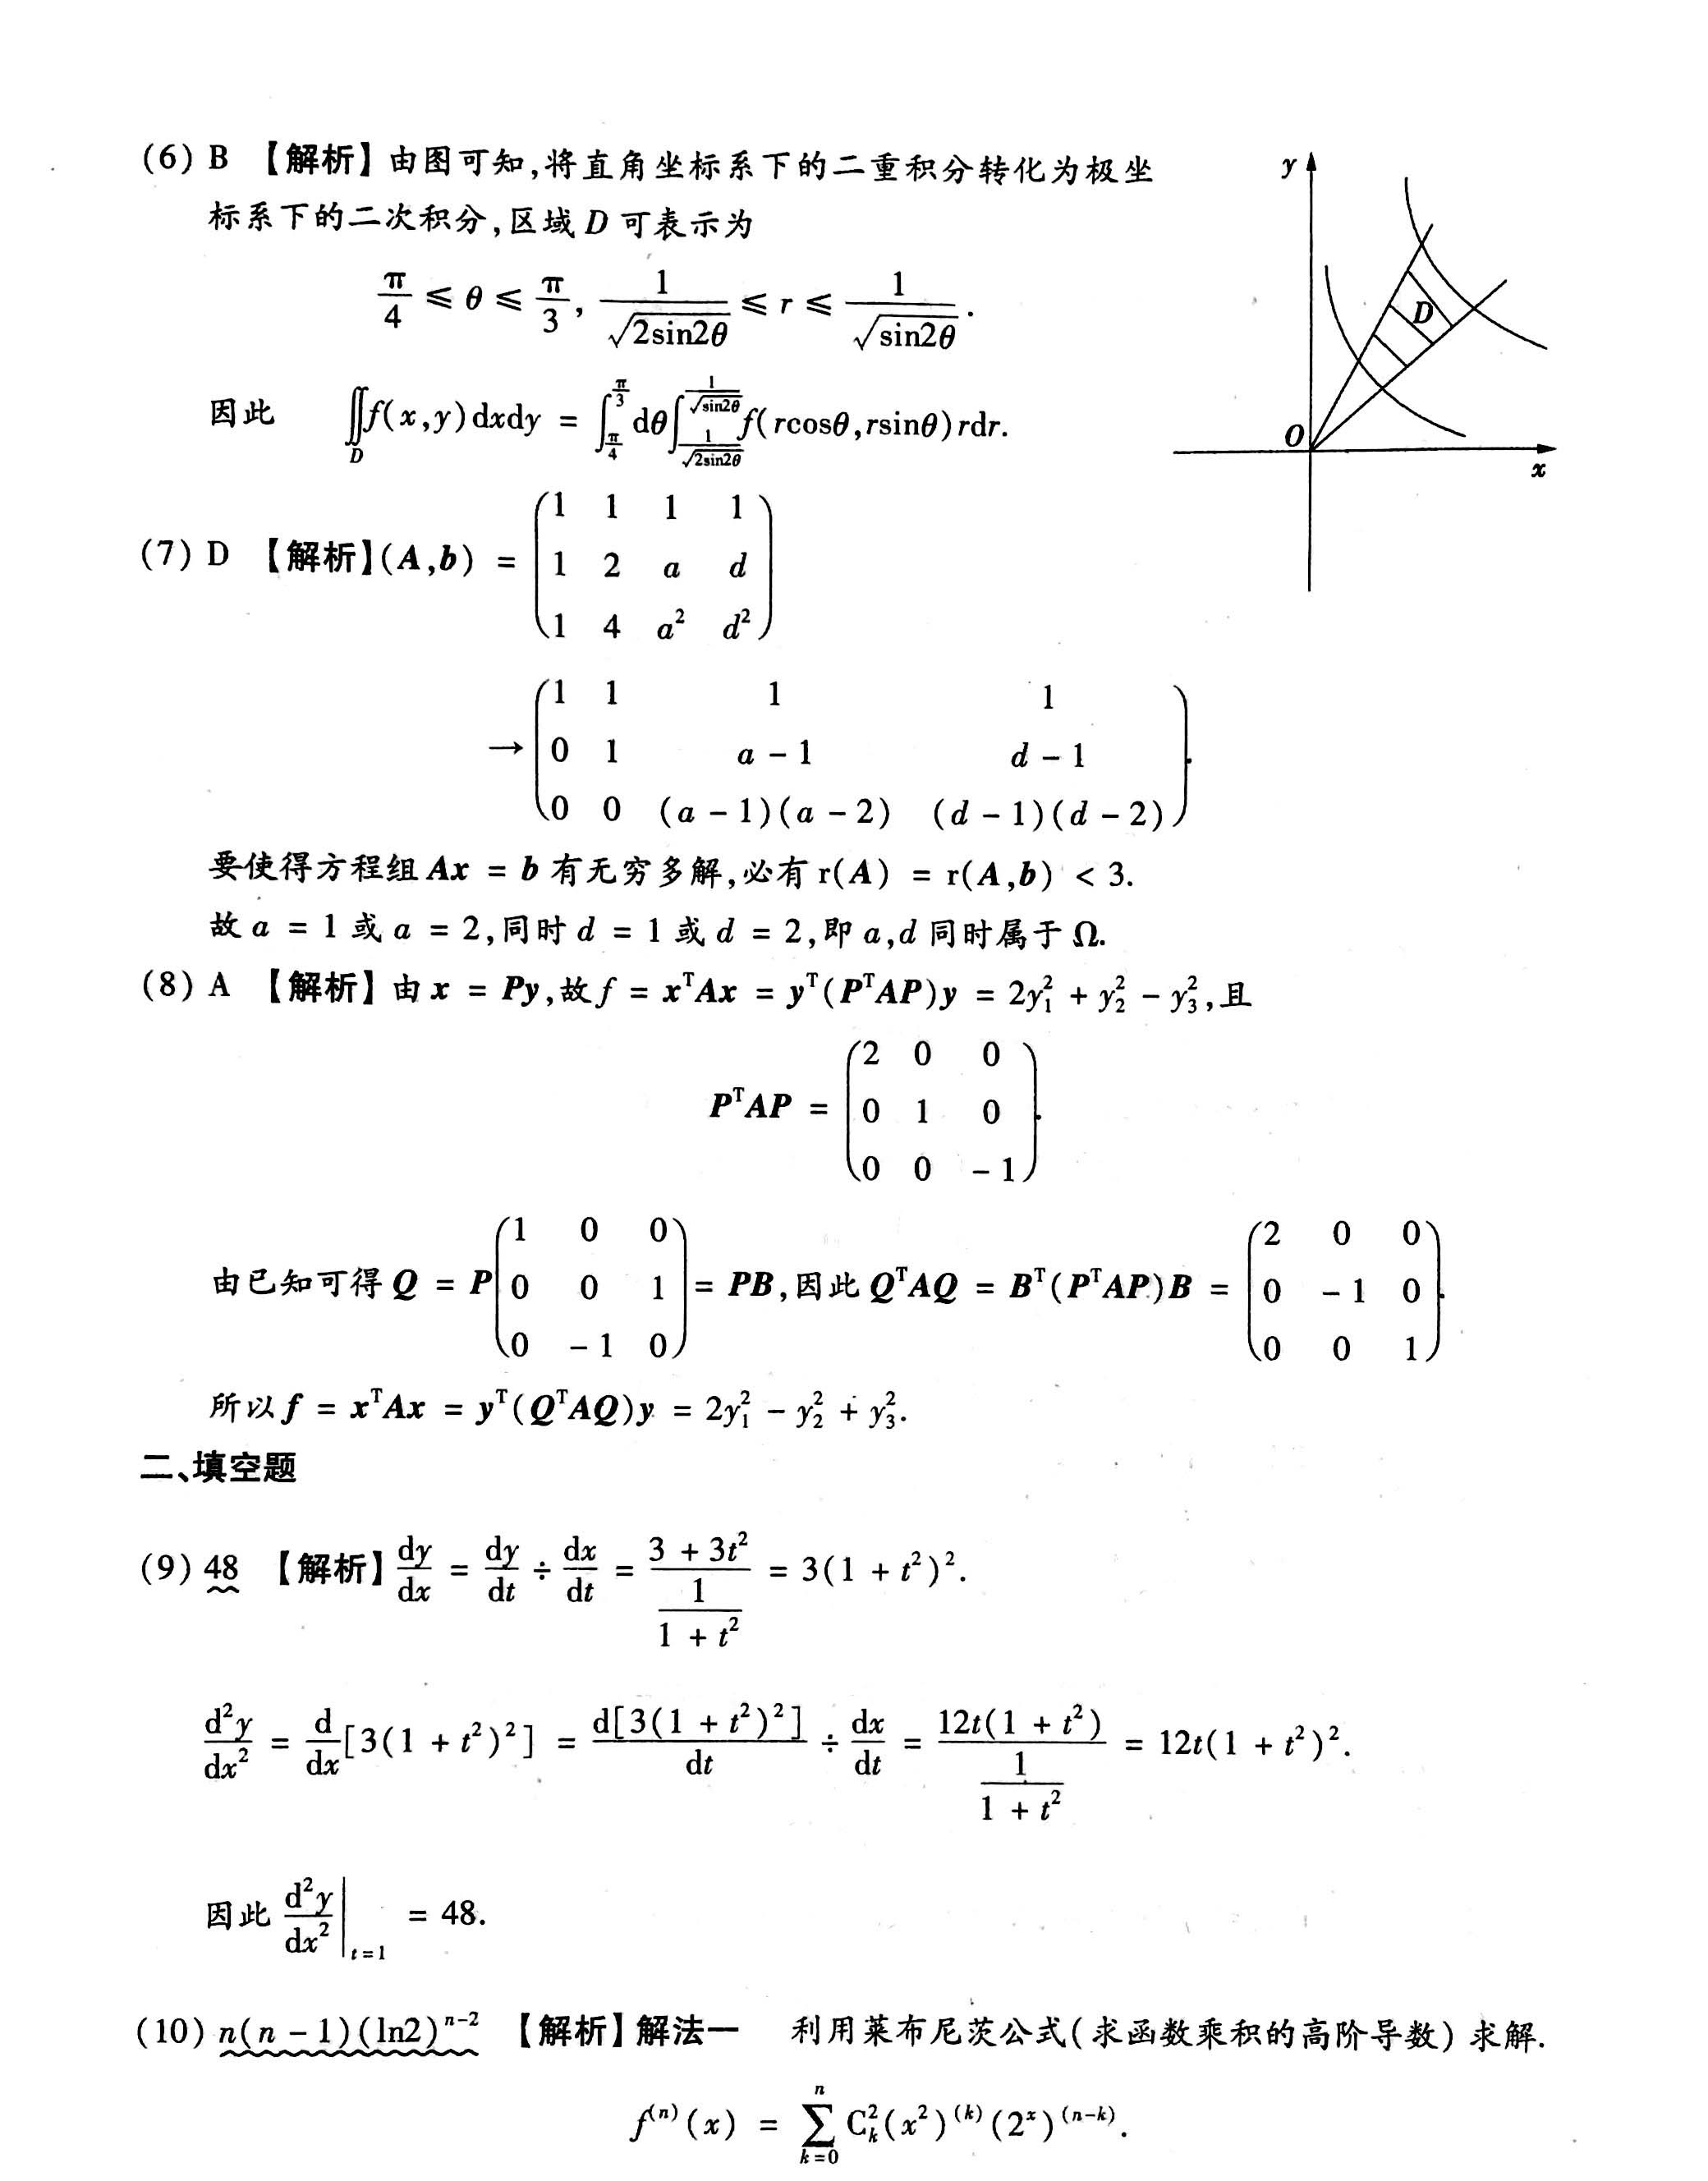 (6) B 【解析】由图可知,将直角坐标系下的二重积分转化为极坐
标系下的二次积分,区域 D 可表示为
$\frac{\pi}{4} \leqslant \theta \leqslant \frac{\pi}{3}, \frac{1}{\sqrt{2\sin2\theta}} \leqslant r \leqslant \frac{1}{\sqrt{\sin2\theta}}.$
因此 $\iint_D f(x,y)dxdy = \int_{\frac{\pi}{4}}^{\frac{\pi}{3}} d\theta \int_{\frac{1}{\sqrt{2\sin2\theta}}}^{\frac{1}{\sqrt{\sin2\theta}}} f(r\cos\theta, r\sin\theta) rdr.$
y
D
O
x
(7) D 【解析】$(A,b) = \begin{pmatrix} 1 & 1 & 1 & 1 \\ 1 & 2 & a & d \\ 1 & 4 & a^2 & d^2 \end{pmatrix}$
$\rightarrow \begin{pmatrix} 1 & 1 & 1 & 1 \\ 0 & 1 & a-1 & d-1 \\ 0 & 0 & (a-1)(a-2) & (d-1)(d-2) \end{pmatrix}.$
要使得方程组 Ax = b 有无穷多解,必有 r(A) = r(A,b) < 3.
故 a = 1 或 a = 2,同时 d = 1 或 d = 2,即 a,d 同时属于 Ω.
(8) A 【解析】由 x = Py,故 $f = x^TAx = y^T(P^TAP)y = 2y_1^2 + y_2^2 - y_3^2$,且
$P^TAP = \begin{pmatrix} 2 & 0 & 0 \\ 0 & 1 & 0 \\ 0 & 0 & -1 \end{pmatrix}.$
由已知可得 $Q = P\begin{pmatrix} 1 & 0 & 0 \\ 0 & 0 & 1 \\ 0 & -1 & 0 \end{pmatrix} = PB$,因此 $Q^TAQ = B^T(P^TAP)B = \begin{pmatrix} 2 & 0 & 0 \\ 0 & -1 & 0 \\ 0 & 0 & 1 \end{pmatrix}.$
所以 $f = x^TAx = y^T(Q^TAQ)y = 2y_1^2 - y_2^2 + y_3^2.$
二、填空题
(9) 48 【解析】$\frac{dy}{dx} = \frac{dy}{dt} \div \frac{dx}{dt} = \frac{3+3t^2}{\frac{1}{1+t^2}} = 3(1+t^2)^2.$
$\frac{d^2y}{dx^2} = \frac{d}{dx}[3(1+t^2)^2] = \frac{d[3(1+t^2)^2]}{dt} \div \frac{dx}{dt} = \frac{12t(1+t^2)}{\frac{1}{1+t^2}} = 12t(1+t^2)^2.$
因此 $\left.\frac{d^2y}{dx^2}\right|_{t=1} = 48.$
(10) $n(n-1)(\ln2)^{n-2}$ 【解析】解法一 利用莱布尼茨公式(求函数乘积的高阶导数)求解.
$f^{(n)}(x) = \sum_{k=0}^{n} C_k^2 (x^2)^{(k)} (2^x)^{(n-k)}.$